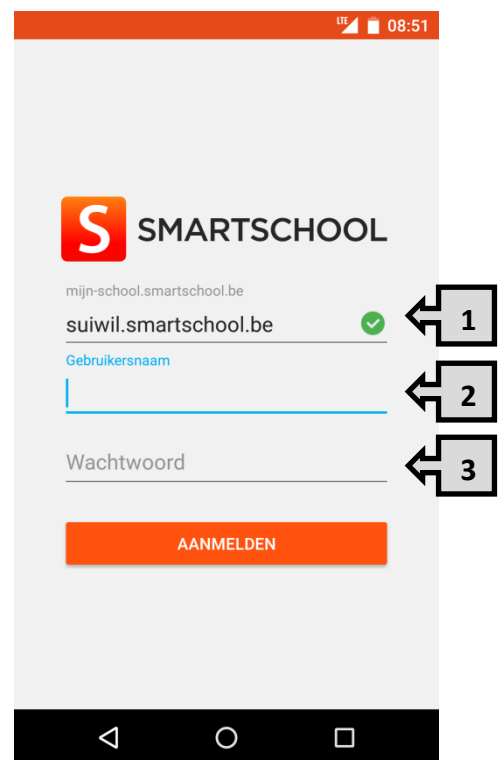 LTE 08:51
S SMARTSCHOOL
mijn-school.smartschool.be
suiwil.smartschool.be
1
Gebruikersnaam
2
Wachtwoord
3
AANMELDEN